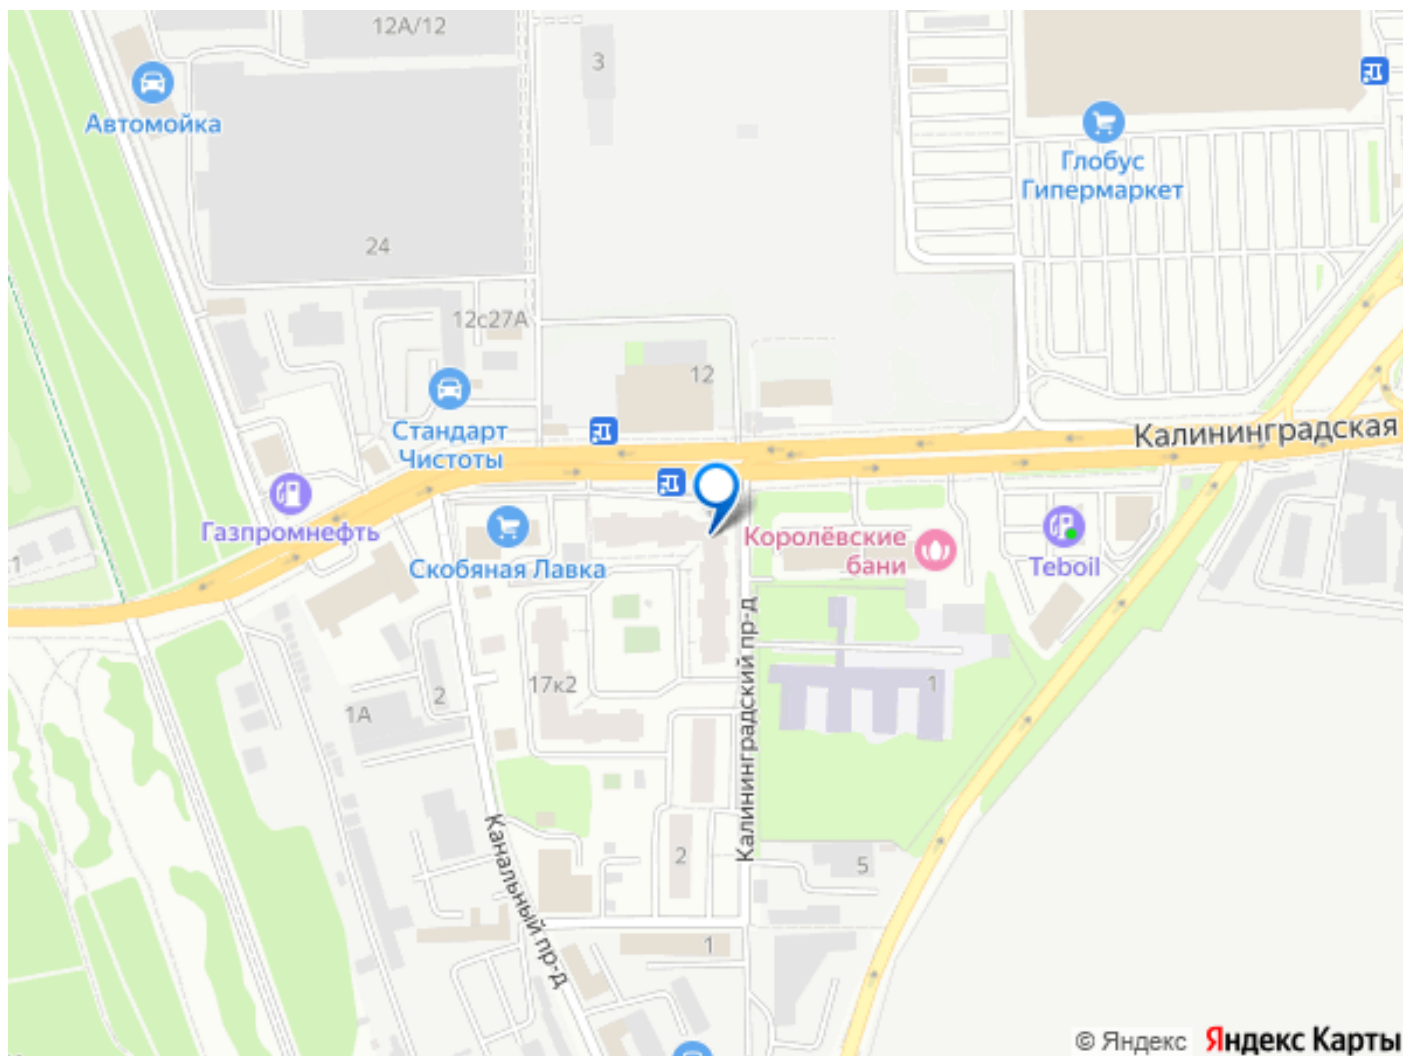 12А/12
3
Автомойка
Глобус
Гипермаркет
24
12с27А
12
Стандарт
Чистоты
Калининградская
Газпромнефть
Скобяная Лавка
Королёвские
бани
Teboil
1
17к2
2
1А
1
Калининградский пр-д
Канальный пр-д
2
5
1
© Яндекс Яндекс Карты